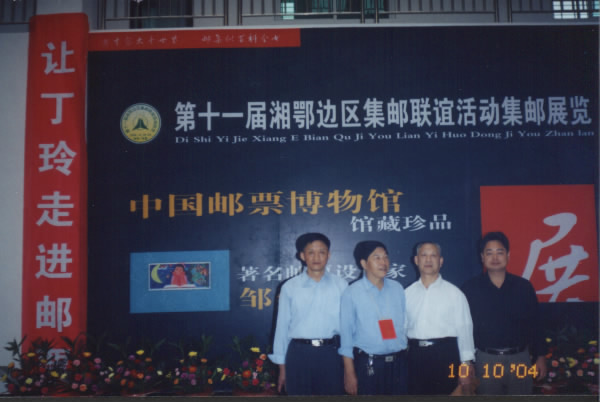 让丁玲走进邮
第十一届湘鄂边区集邮联谊活动集邮展览
Di Shi Yi Jie Xiang E Bian Qu Ji You Lian Yi Huo Dong Ji You Zhan lan
中国邮票博物馆
馆藏珍品
著名邮
设
家
邹
展
10 10 '04